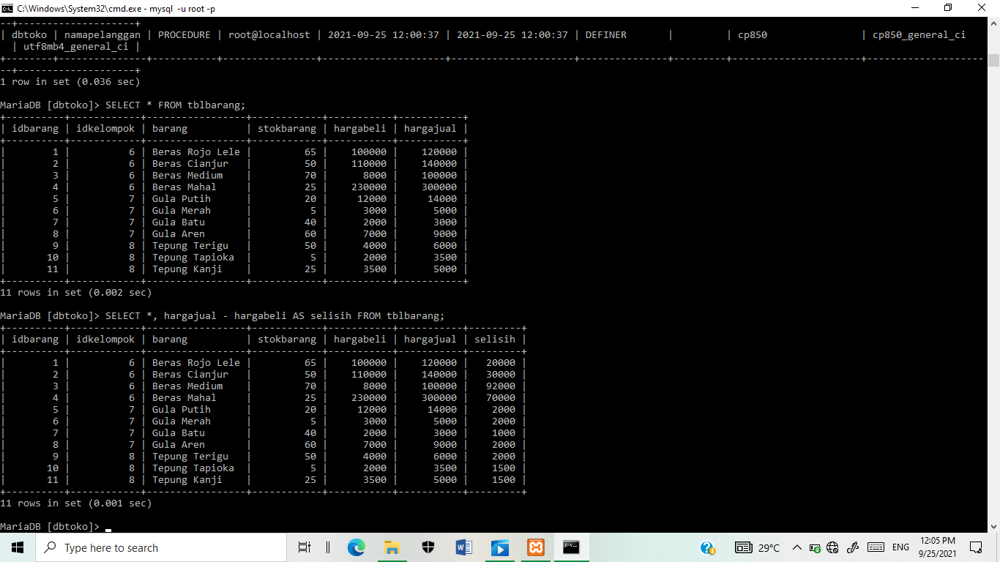 C:\Windows\System32\cmd.exe - mysql -u root -p
--+--------------------+
| dbtoko | namapelanggan | PROCEDURE | root@localhost | 2021-09-25 12:00:37 | 2021-09-25 12:00:37 | DEFINER       |         | cp850                | cp850_general_ci
  | utf8mb4_general_ci |
+--------+---------------+-----------+----------------+---------------------+---------------------+---------------+---------+----------------------+--------------------
--+--------------------+
1 row in set (0.036 sec)
MariaDB [dbtoko]> SELECT * FROM tblbarang;
+----------+------------+-----------------+------------+-----------+-----------+
| idbarang | idkelompok | barang          | stokbarang | hargabeli | hargajual |
+----------+------------+-----------------+------------+-----------+-----------+
|        1 |          6 | Beras Rojo Lele |         65 |    100000 |    120000 |
|        2 |          6 | Beras Cianjur   |         50 |    110000 |    140000 |
|        3 |          6 | Beras Medium    |         70 |      8000 |    100000 |
|        4 |          6 | Beras Mahal     |         25 |    230000 |    300000 |
|        5 |          7 | Gula Putih      |         20 |     12000 |     14000 |
|        6 |          7 | Gula Merah      |          5 |      3000 |      5000 |
|        7 |          7 | Gula Batu       |         40 |      2000 |      3000 |
|        8 |          7 | Gula Aren       |         60 |      7000 |      9000 |
|        9 |          8 | Tepung Terigu   |         50 |      4000 |      6000 |
|       10 |          8 | Tepung Tapioka  |          5 |      2000 |      3500 |
|       11 |          8 | Tepung Kanji    |         25 |      3500 |      5000 |
+----------+------------+-----------------+------------+-----------+-----------+
11 rows in set (0.002 sec)
MariaDB [dbtoko]> SELECT *, hargajual - hargabeli AS selisih FROM tblbarang;
+----------+------------+-----------------+------------+-----------+-----------+---------+
| idbarang | idkelompok | barang          | stokbarang | hargabeli | hargajual | selisih |
+----------+------------+-----------------+------------+-----------+-----------+---------+
|        1 |          6 | Beras Rojo Lele |         65 |    100000 |    120000 |   20000 |
|        2 |          6 | Beras Cianjur   |         50 |    110000 |    140000 |   30000 |
|        3 |          6 | Beras Medium    |         70 |      8000 |    100000 |   92000 |
|        4 |          6 | Beras Mahal     |         25 |    230000 |    300000 |   70000 |
|        5 |          7 | Gula Putih      |         20 |     12000 |     14000 |    2000 |
|        6 |          7 | Gula Merah      |          5 |      3000 |      5000 |    2000 |
|        7 |          7 | Gula Batu       |         40 |      2000 |      3000 |    1000 |
|        8 |          7 | Gula Aren       |         60 |      7000 |      9000 |    2000 |
|        9 |          8 | Tepung Terigu   |         50 |      4000 |      6000 |    2000 |
|       10 |          8 | Tepung Tapioka  |          5 |      2000 |      3500 |    1500 |
|       11 |          8 | Tepung Kanji    |         25 |      3500 |      5000 |    1500 |
+----------+------------+-----------------+------------+-----------+-----------+---------+
11 rows in set (0.001 sec)
MariaDB [dbtoko]> _
Type here to search
29°C
ENG
12:05 PM
9/25/2021